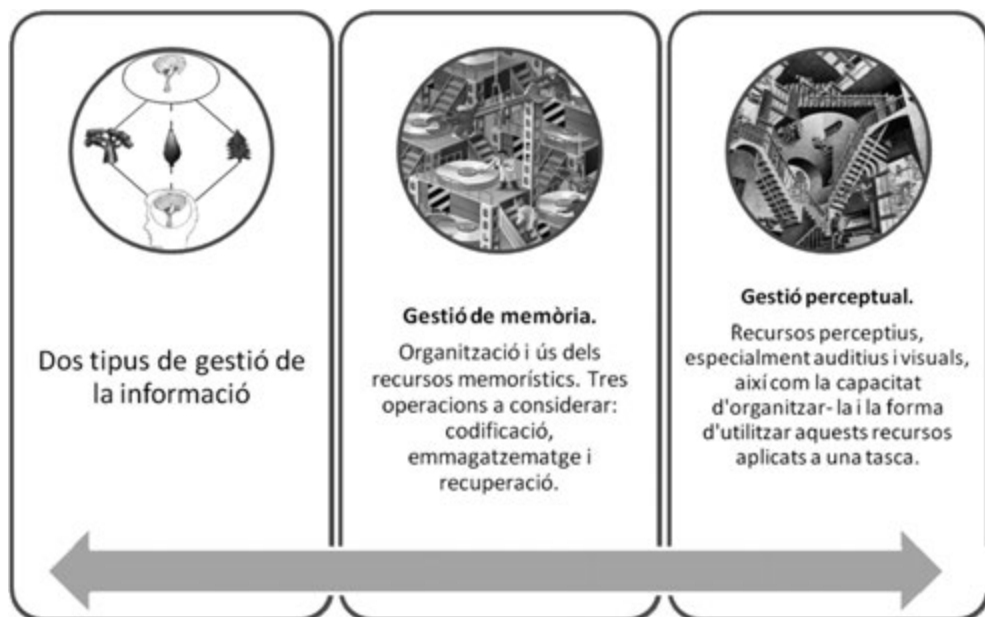 Dos tipus de gestió de
la informació
Gestió de memòria.
Organització i ús dels
recursos memorístics. Tres
operacions a considerar:
codificació,
emmagatzematge i
recuperació.
Gestió perceptual.
Recursos perceptius,
especialment auditius i visuals,
així com la capacitat
d'organitzar- la i la forma
d'utilitzar aquests recursos
aplicats a una tasca.